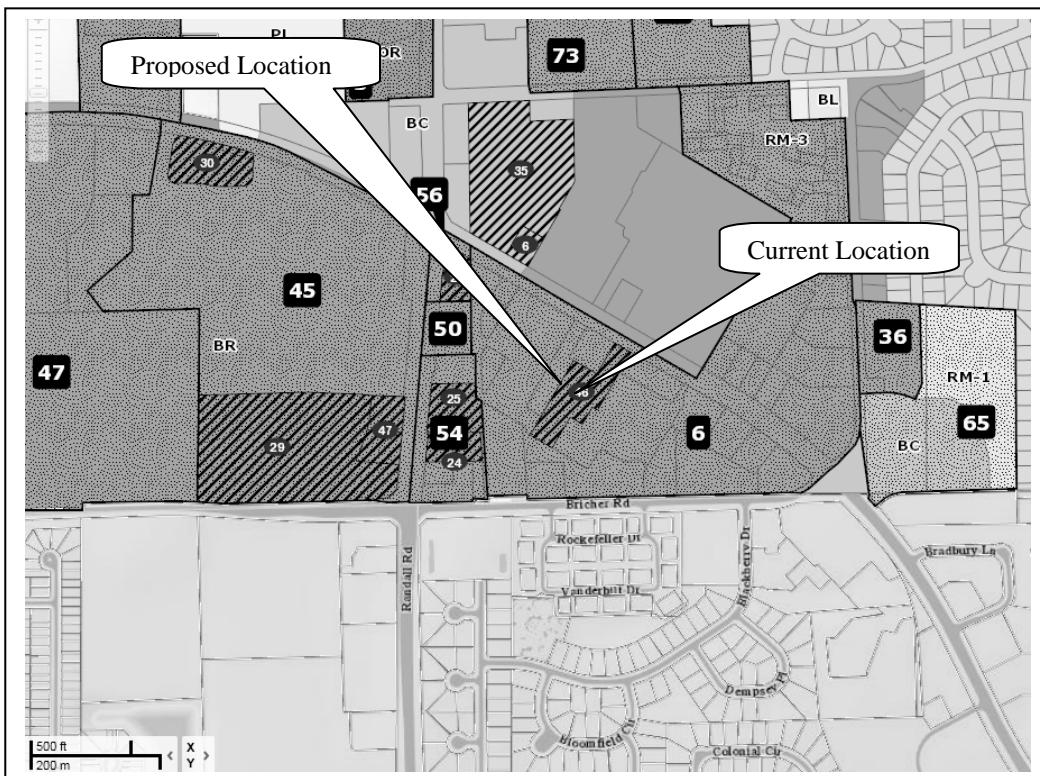 PL
OR
73
Proposed Location
BC
BL
RM-3
30
35
56
6
Current Location
45
50
36
BR
47
46
RM-1
25
54
6
65
29
47
BC
24
Bricher Rd
Rockefeller Dr
Randall Rd
Blackberry Dr
Bradbury Ln
Vanderbilt Dr
Dempsey Pl
Bloomfield Cir
Colonial Cir
500 ft
200 m
X
Y